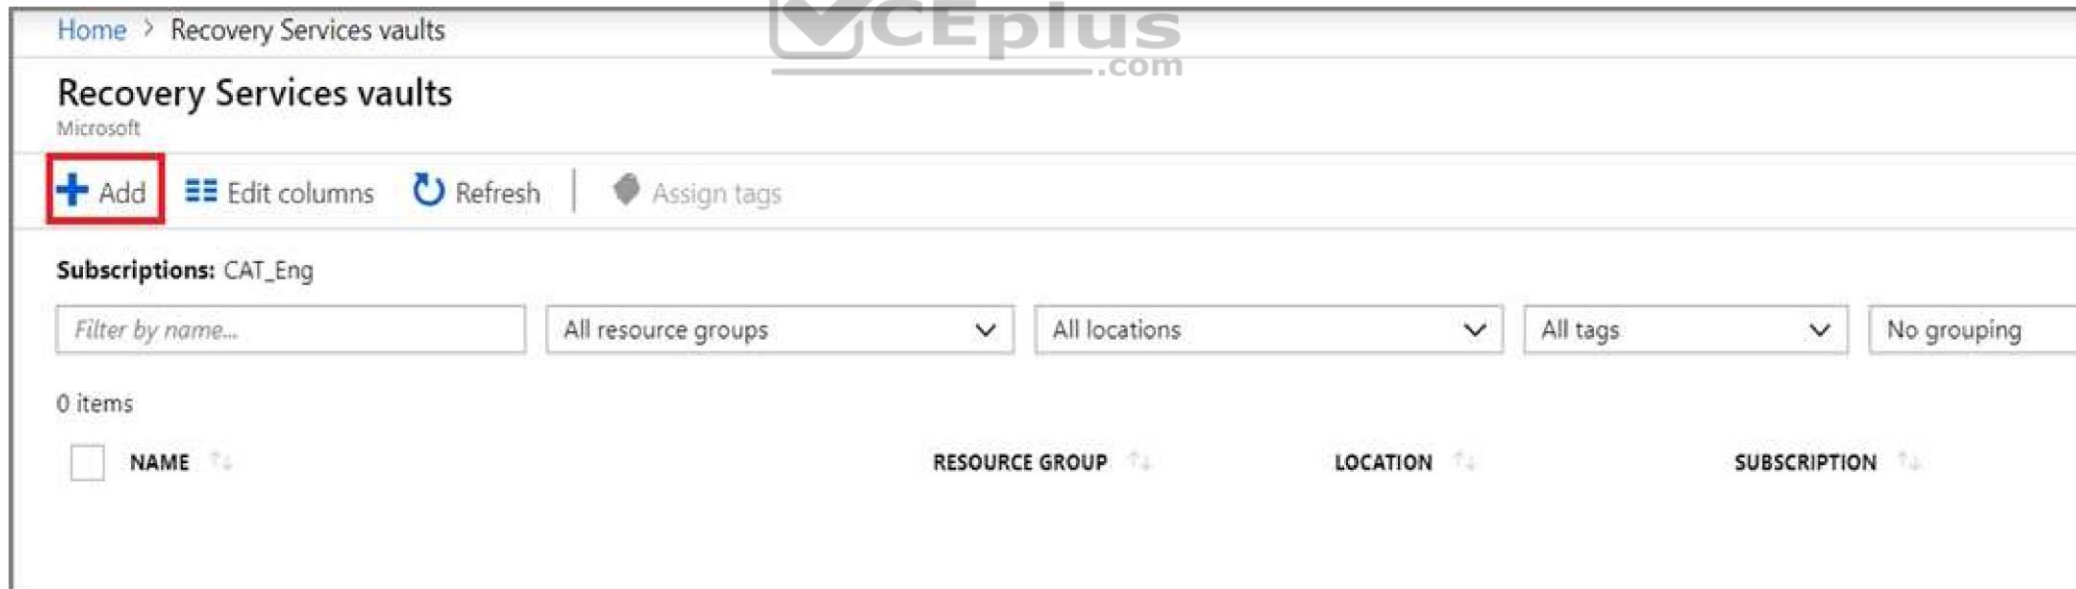 CEplus
.com
Home > Recovery Services vaults
Recovery Services vaults
Microsoft
Add Edit columns Refresh Assign tags
Subscriptions: CAT_Eng
Filter by name... All resource groups All locations All tags No grouping
0 items
NAME RESOURCE GROUP LOCATION SUBSCRIPTION